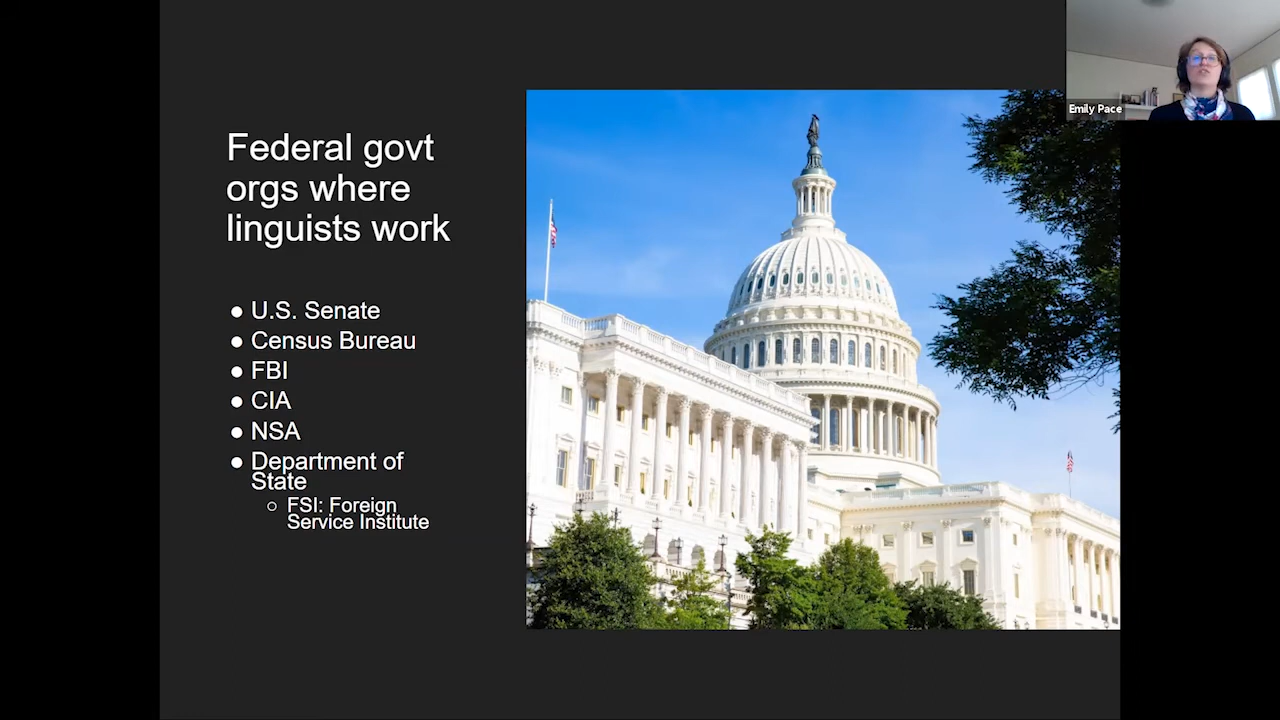 Federal govt
orgs where
linguists work
● U.S. Senate
● Census Bureau
● FBI
● CIA
● NSA
● Department of
State
○ FSI: Foreign
Service Institute
Emily Pace